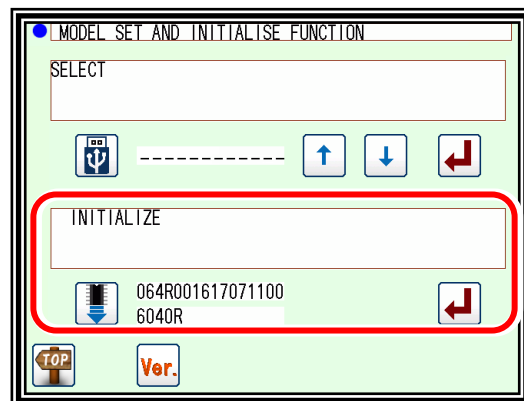 MODEL SET AND INITIALISE FUNCTION
SELECT
------------
INITIALIZE
064R001617071100
6040R
TOP
Ver.